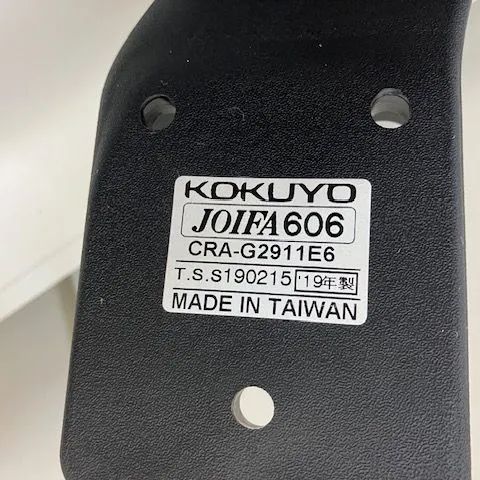 KOKUYO
JOIFA606
CRA-G2911E6
T.S.S190215 '19年製
MADE IN TAIWAN